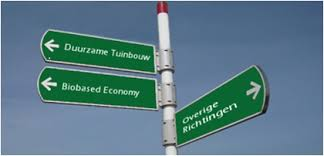 Duurzame Tuinbouw
Biobased Economy
Overige
Richtingen